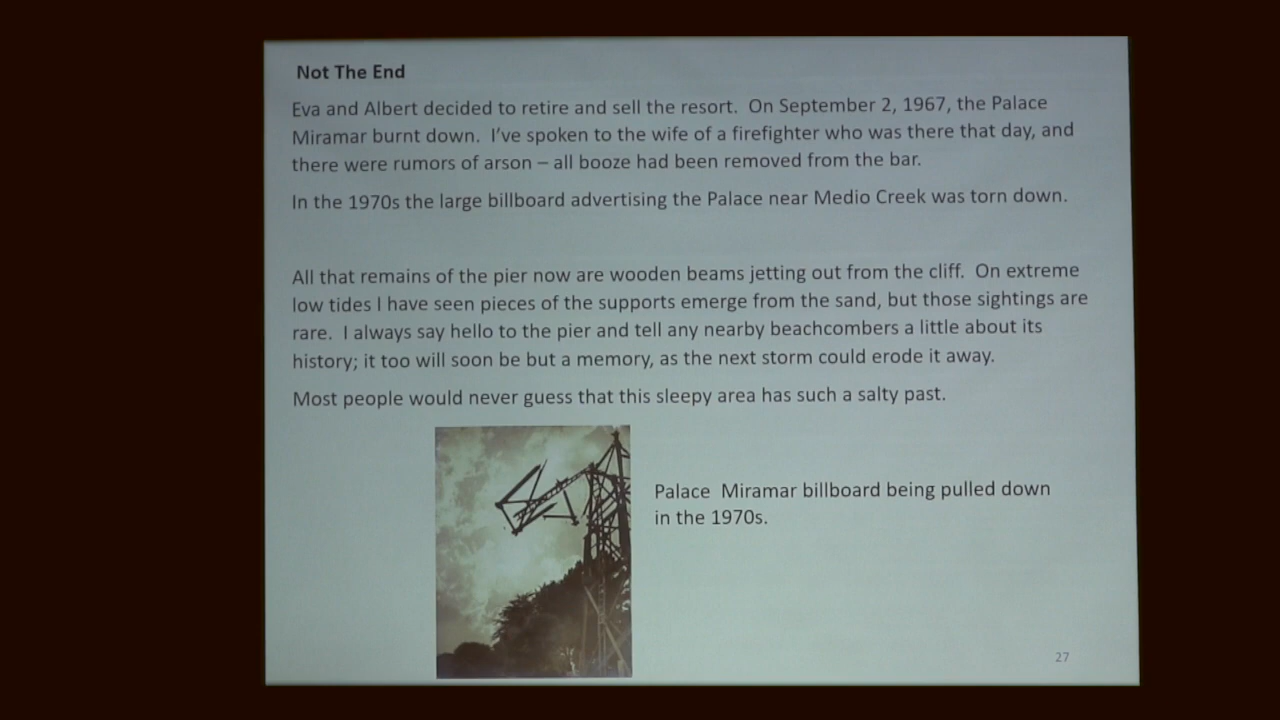 Not The End
Eva and Albert decided to retire and sell the resort.  On September 2, 1967, the Palace
Miramar burnt down.  I've spoken to the wife of a firefighter who was there that day, and
there were rumors of arson – all booze had been removed from the bar.
In the 1970s the large billboard advertising the Palace near Medio Creek was torn down.
All that remains of the pier now are wooden beams jetting out from the cliff.  On extreme
low tides I have seen pieces of the supports emerge from the sand, but those sightings are
rare.  I always say hello to the pier and tell any nearby beachcombers a little about its
history; it too will soon be but a memory, as the next storm could erode it away.
Most people would never guess that this sleepy area has such a salty past.
Palace  Miramar billboard being pulled down
in the 1970s.
27